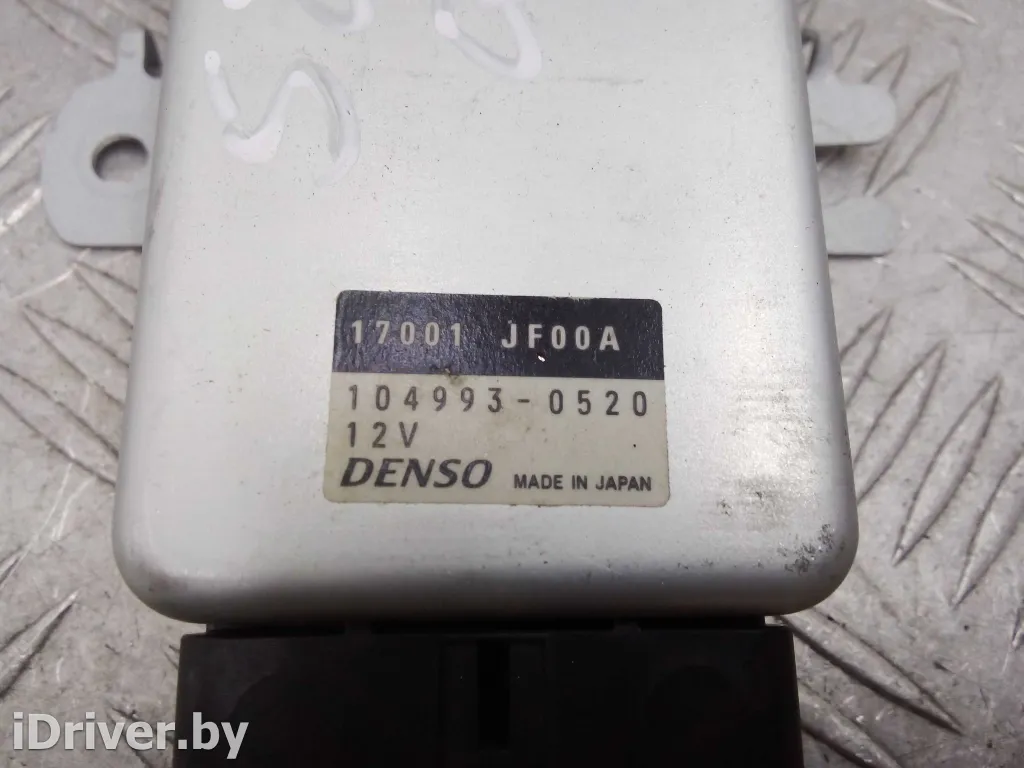 17001 JF00A
104993-0520
12V
DENSO MADE IN JAPAN
iDriver.by